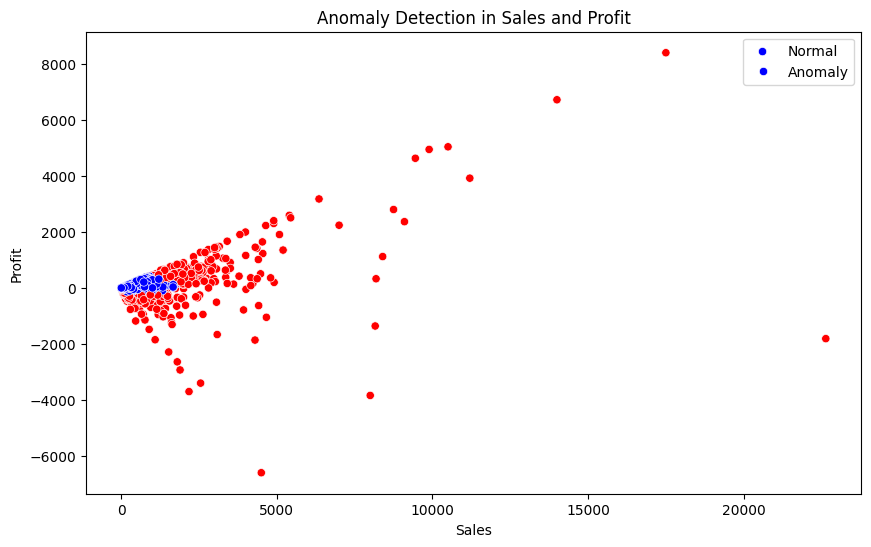 Anomaly Detection in Sales and Profit
Normal
Anomaly
8000
6000
4000
2000
0
−2000
−4000
−6000
Profit
0
5000
10000
15000
20000
Sales